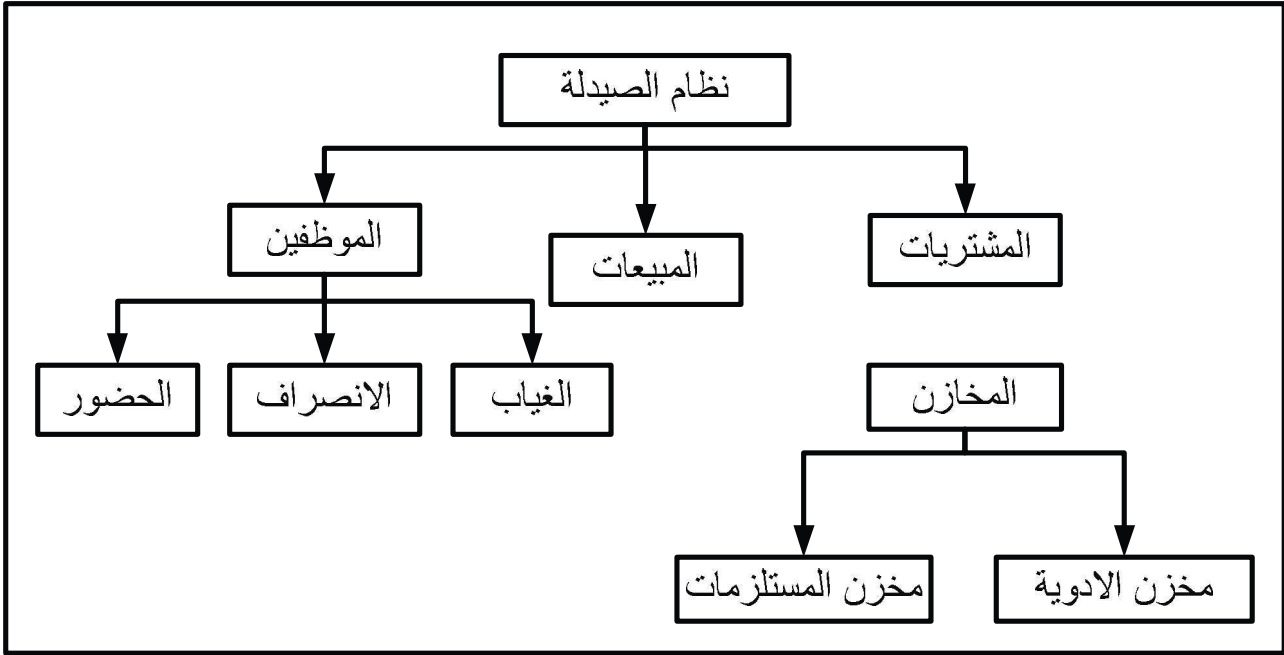 نظام الصيدلة
المشتريات
المبيعات
الموظفين
الغياب
الانصراف
الحضور
المخازن
مخزن الادوية
مخزن المستلزمات